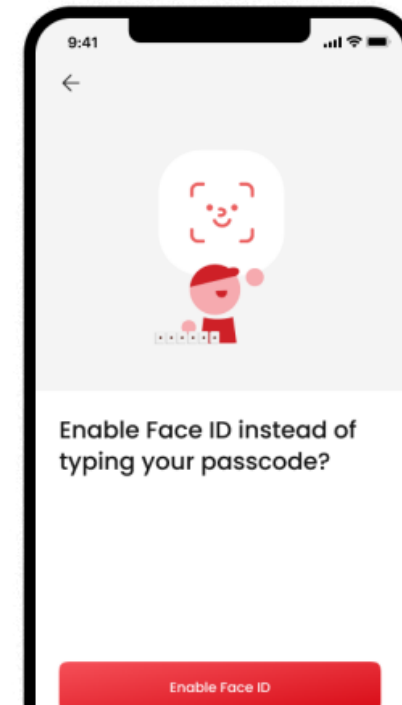 9:41
Enable Face ID instead of
typing your passcode?
Enable Face ID